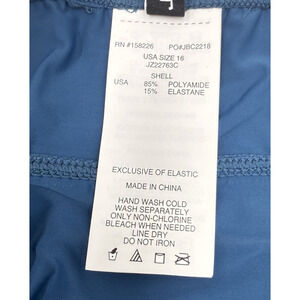 RN #158226 PO#JBC2218
USA SIZE 16
JZ22763C
SHELL
USA 85% POLYAMIDE
15% ELASTANE
EXCLUSIVE OF ELASTIC
MADE IN CHINA
HAND WASH COLD
WASH SEPARATELY
ONLY NON-CHLORINE
BLEACH WHEN NEEDED
LINE DRY
DO NOT IRON